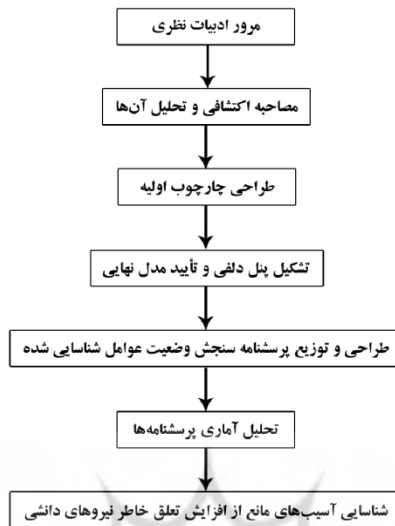 مرور ادبیات نظری
مصاحبه اکتشافی و تحلیل آن‌ها
طراحی چارچوب اولیه
تشکیل پنل دلفی و تأیید مدل نهایی
طراحی و توزیع پرسشنامه سنجش وضعیت عوامل شناسایی شده
تحلیل آماری پرسشنامه‌ها
شناسایی آسیب‌های مانع از افزایش تعلق خاطر نیروهای دانشی